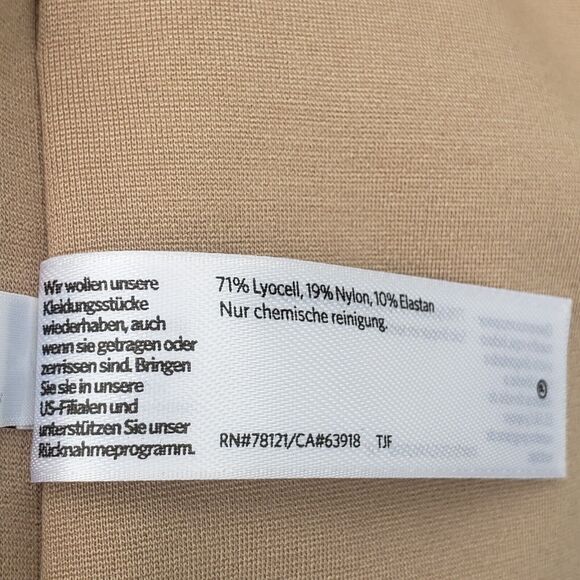 Wir wollen unsere
Kleidungsstücke
wiederhaben, auch
wenn sie getragen oder
zerrissen sind. Bringen
Sie sie in unsere
US-Filialen und
unterstützen Sie unser
Rücknahmeprogramm.
71% Lyocell, 19% Nylon, 10% Elastan
Nur chemische reinigung.
RN#78121/CA#63918 TJF